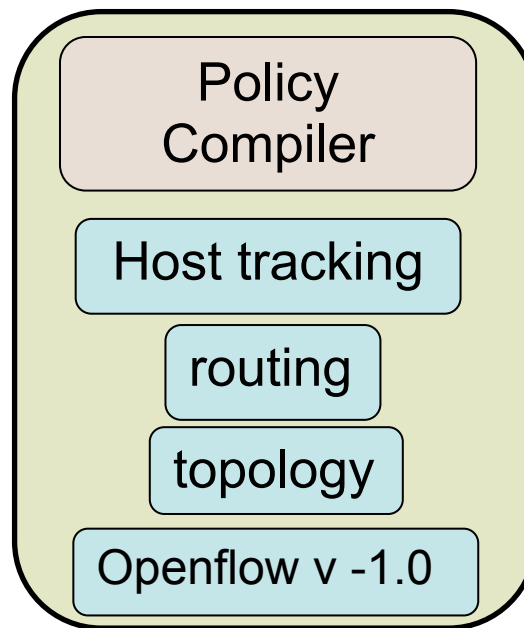 Policy
Compiler
Host tracking
routing
topology
Openflow v -1.0